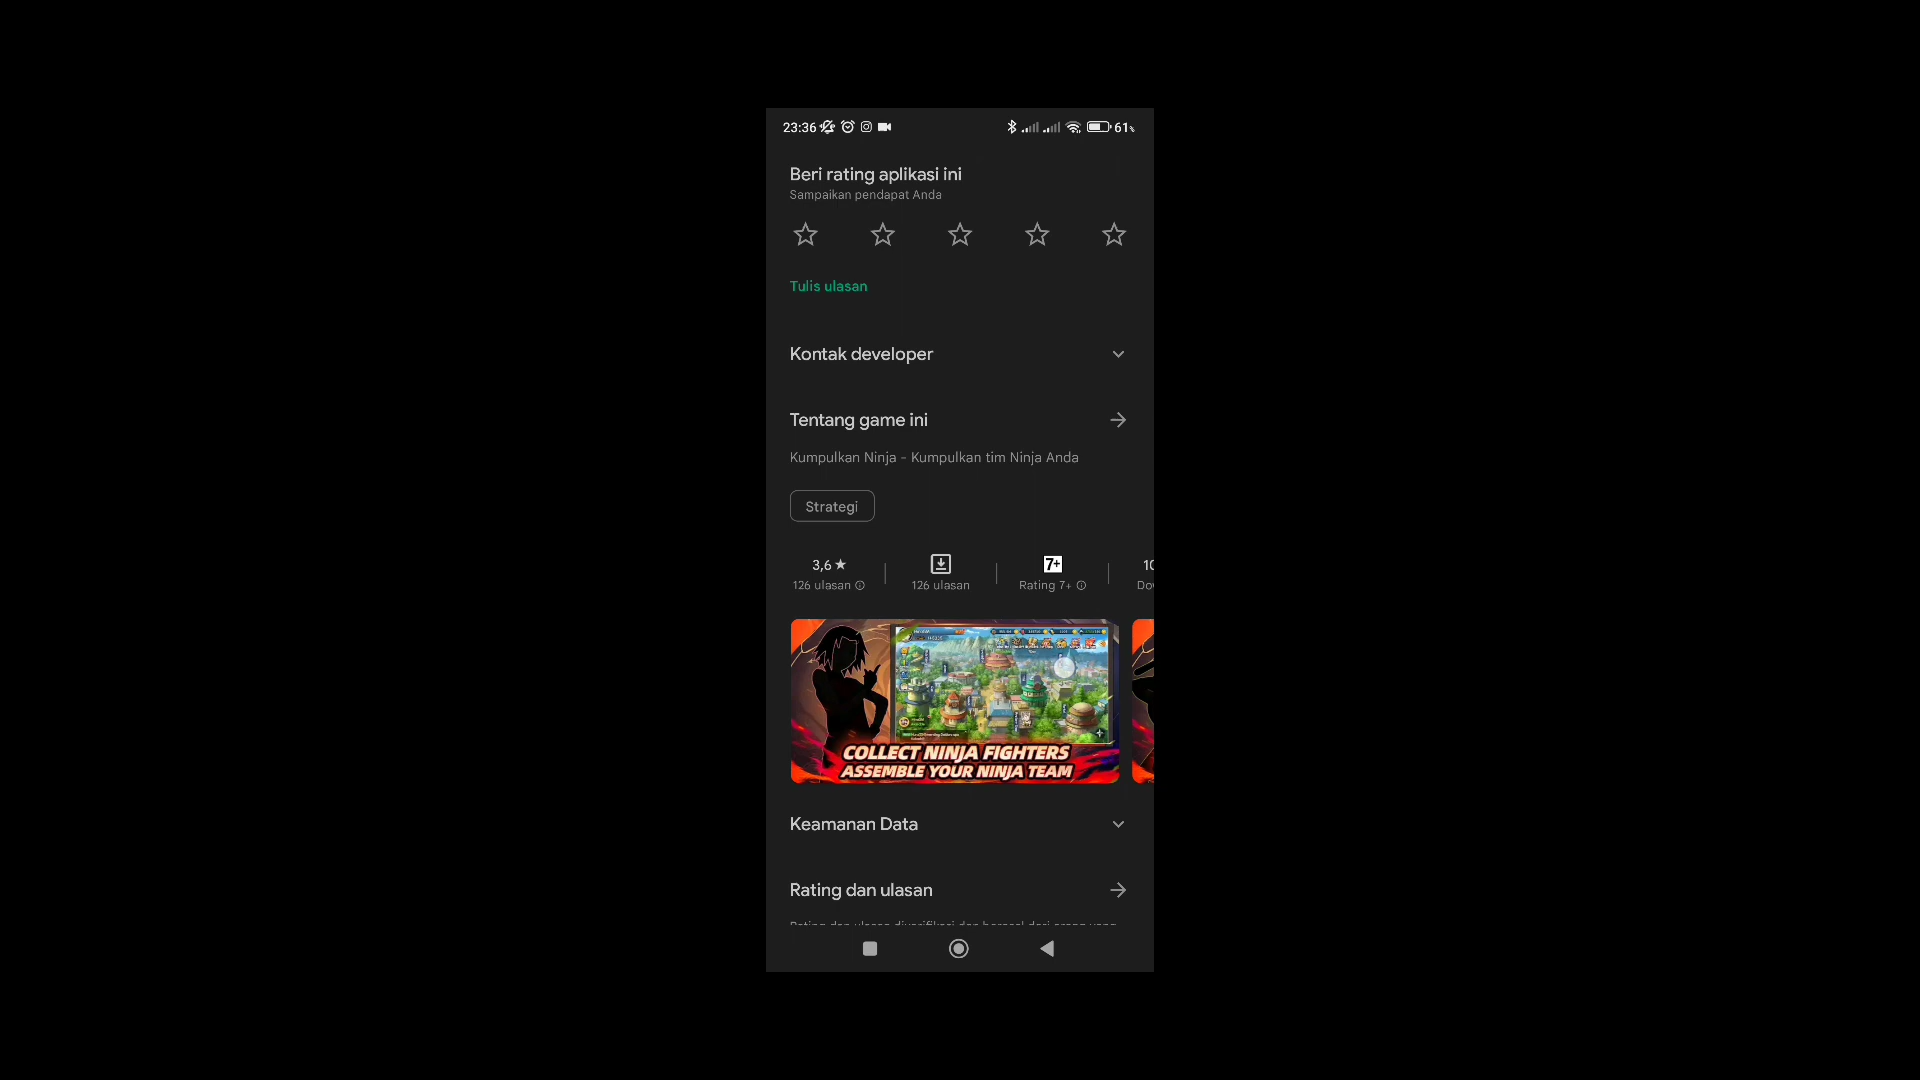 23:36
61%
Beri rating aplikasi ini
Sampaikan pendapat Anda
Tulis ulasan
Kontak developer
Tentang game ini
Kumpulkan Ninja - Kumpulkan tim Ninja Anda
Strategi
3,6★
126 ulasan
126 ulasan
7+
Rating 7+
COLLECT NINJA FIGHTERS
ASSEMBLE YOUR NINJA TEAM
Keamanan Data
Rating dan ulasan